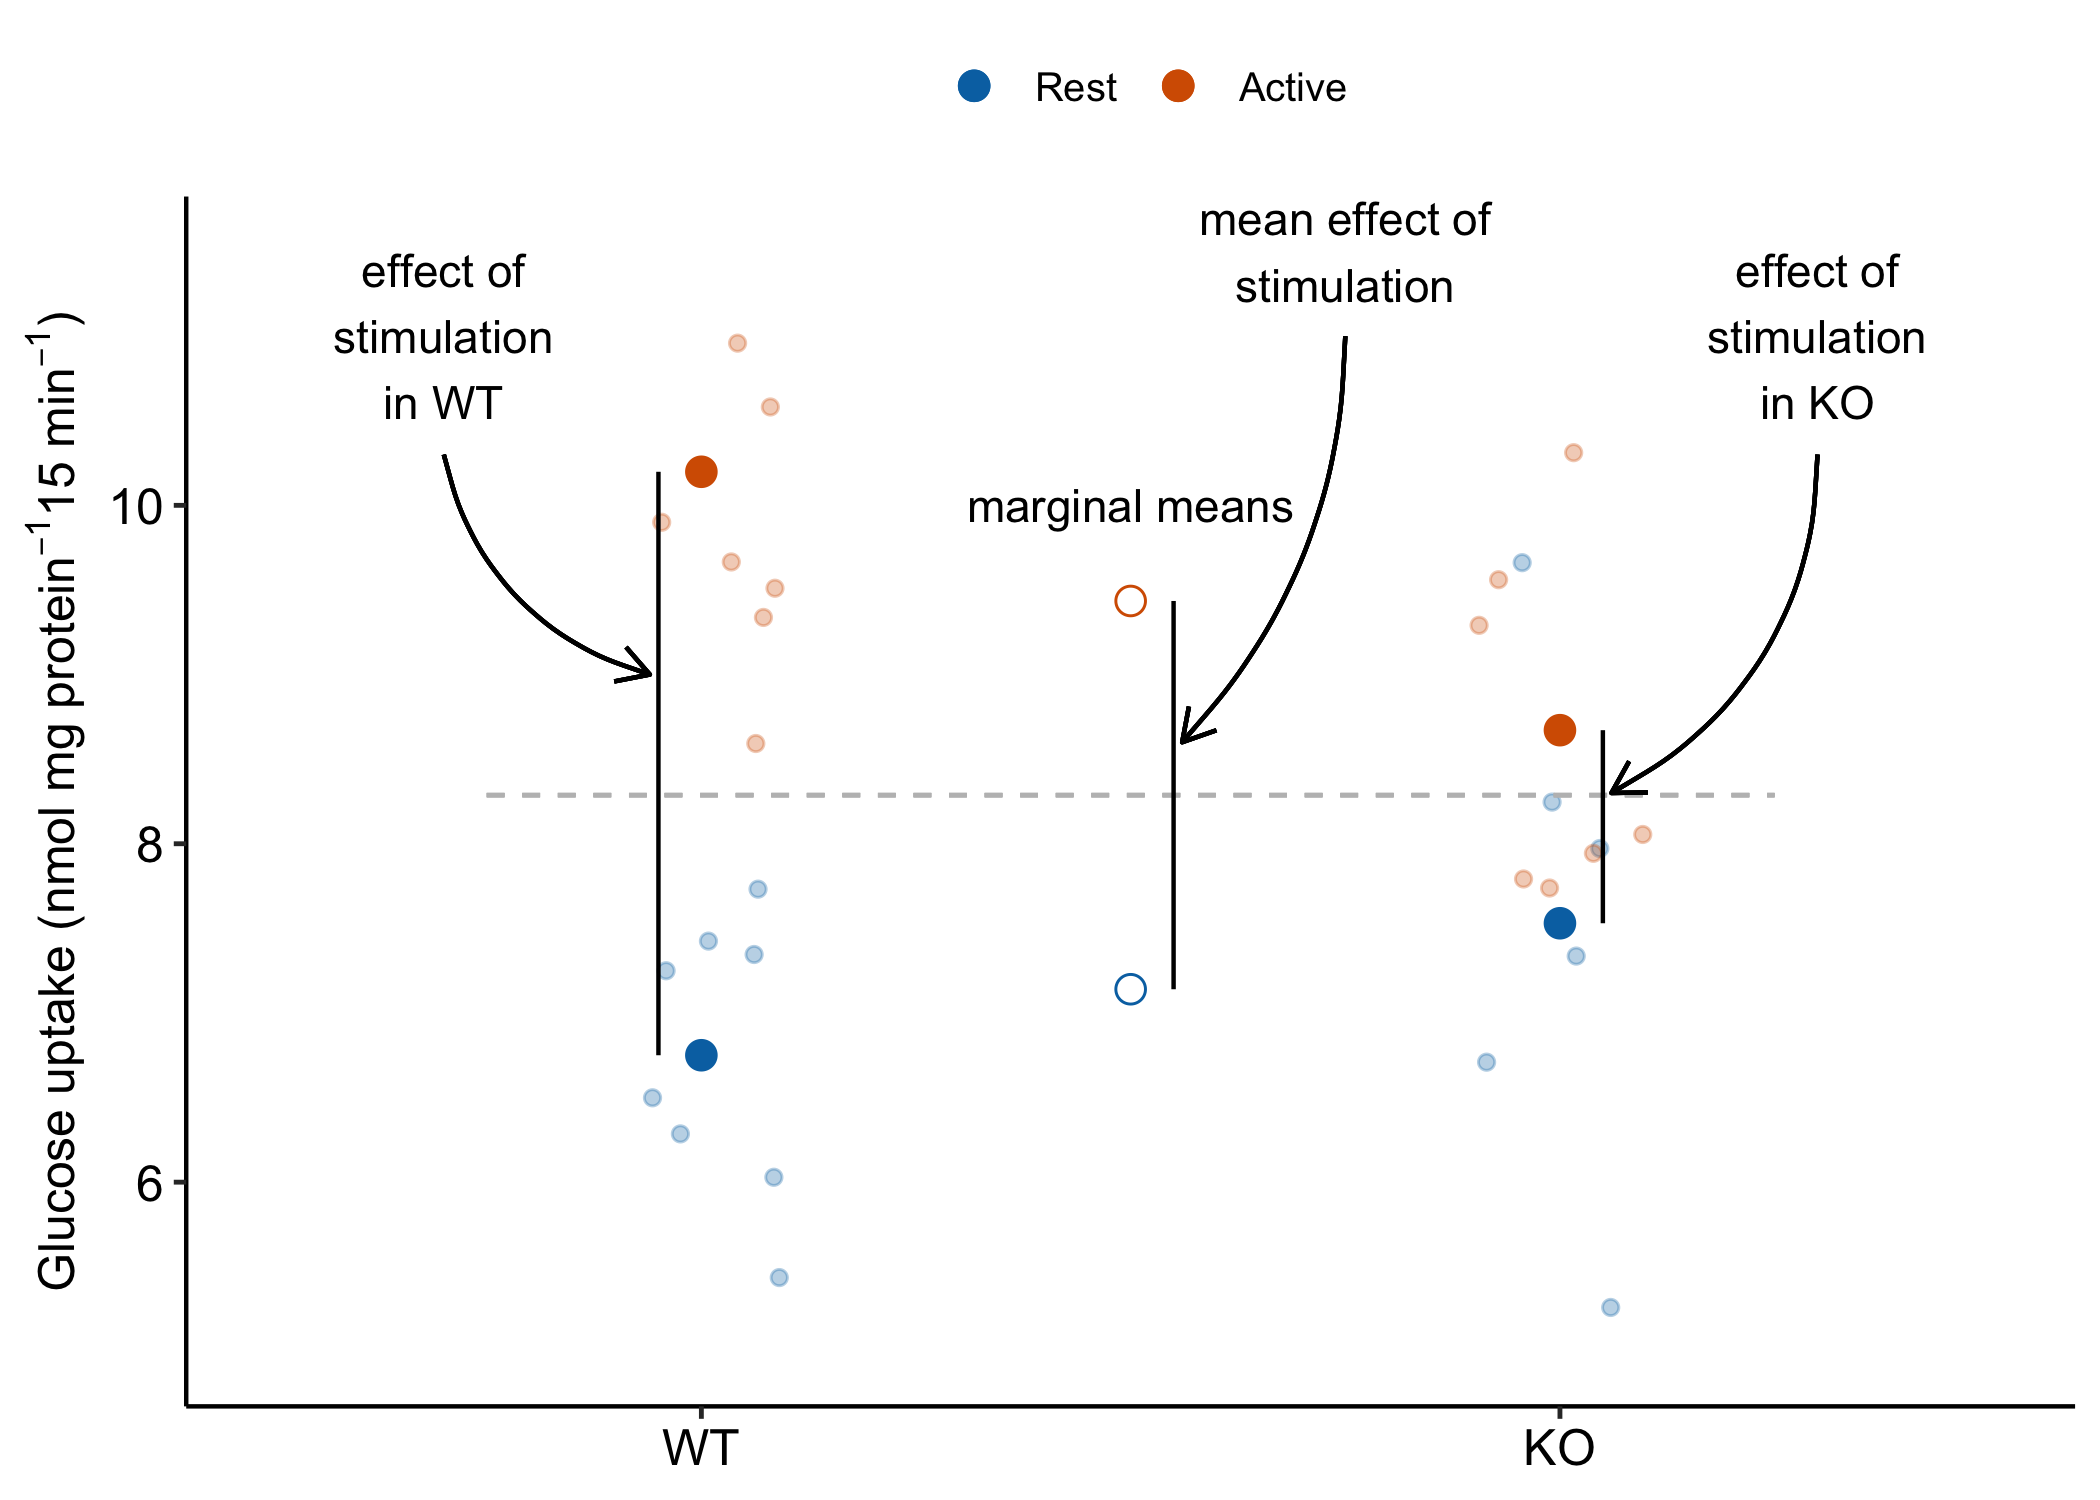 Rest Active
mean effect of
stimulation
effect of
stimulation
in WT
effect of
stimulation
in KO
marginal means
Glucose uptake (nmol mg protein⁻¹15 min⁻¹)
10
8
6
WT KO